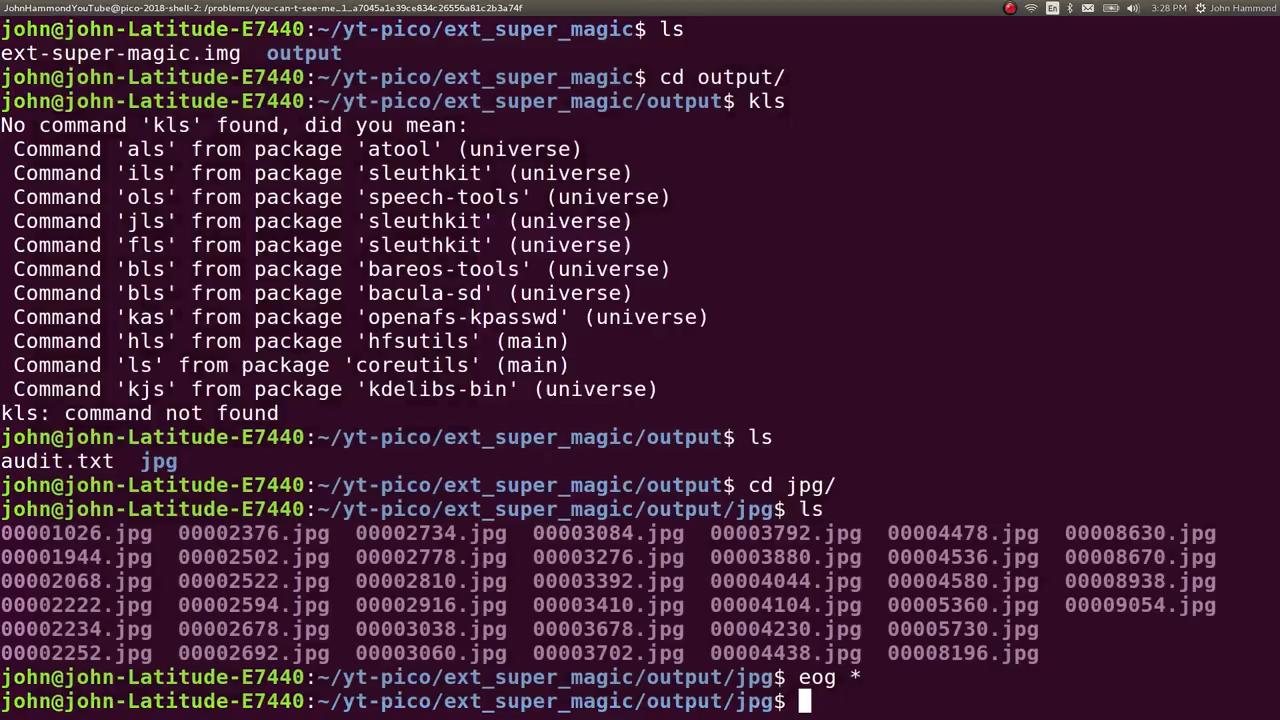 JohnHammondYouTube@pico-2018-shell-2: /problems/you-can-t-see-me_1_a7045a1e39ce834c26556a81c2b3a74f En 3:28 PM John Hammond
john@john-Latitude-E7440:~/yt-pico/ext_super_magic$ ls
ext-super-magic.img  output
john@john-Latitude-E7440:~/yt-pico/ext_super_magic$ cd output/
john@john-Latitude-E7440:~/yt-pico/ext_super_magic/output$ kls
No command 'kls' found, did you mean:
 Command 'als' from package 'atool' (universe)
 Command 'ils' from package 'sleuthkit' (universe)
 Command 'ols' from package 'speech-tools' (universe)
 Command 'jls' from package 'sleuthkit' (universe)
 Command 'fls' from package 'sleuthkit' (universe)
 Command 'bls' from package 'bareos-tools' (universe)
 Command 'bls' from package 'bacula-sd' (universe)
 Command 'kas' from package 'openafs-kpasswd' (universe)
 Command 'hls' from package 'hfsutils' (main)
 Command 'ls' from package 'coreutils' (main)
 Command 'kjs' from package 'kdelibs-bin' (universe)
kls: command not found
john@john-Latitude-E7440:~/yt-pico/ext_super_magic/output$ ls
audit.txt  jpg
john@john-Latitude-E7440:~/yt-pico/ext_super_magic/output$ cd jpg/
john@john-Latitude-E7440:~/yt-pico/ext_super_magic/output/jpg$ ls
00001026.jpg  00002376.jpg  00002734.jpg  00003084.jpg  00003792.jpg  00004478.jpg  00008630.jpg
00001944.jpg  00002502.jpg  00002778.jpg  00003276.jpg  00003880.jpg  00004536.jpg  00008670.jpg
00002068.jpg  00002522.jpg  00002810.jpg  00003392.jpg  00004044.jpg  00004580.jpg  00008938.jpg
00002222.jpg  00002594.jpg  00002916.jpg  00003410.jpg  00004104.jpg  00005360.jpg  00009054.jpg
00002234.jpg  00002678.jpg  00003038.jpg  00003678.jpg  00004230.jpg  00005730.jpg
00002252.jpg  00002692.jpg  00003060.jpg  00003702.jpg  00004438.jpg  00008196.jpg
john@john-Latitude-E7440:~/yt-pico/ext_super_magic/output/jpg$ eog *
john@john-Latitude-E7440:~/yt-pico/ext_super_magic/output/jpg$